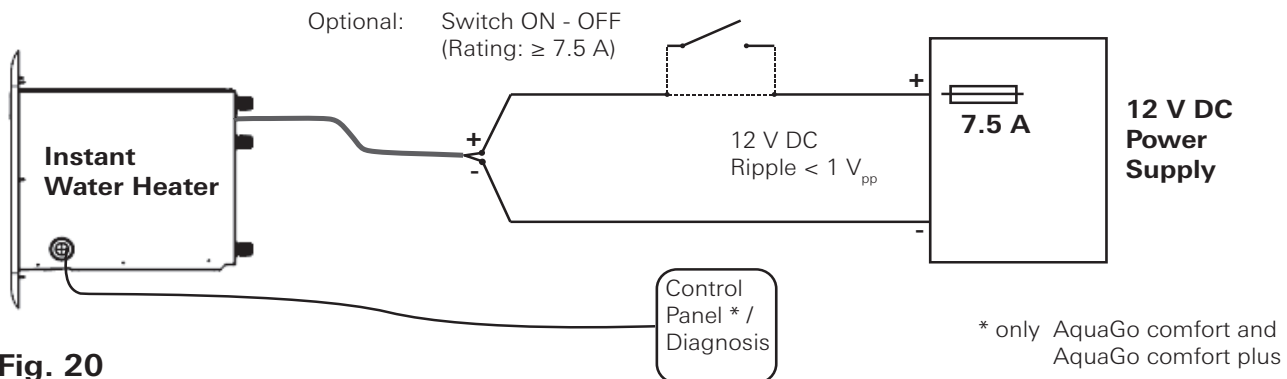 Optional: Switch ON - OFF
(Rating: ≥ 7.5 A)
Instant
Water Heater
+
-
12 V DC
Ripple < 1 Vpp
+
-
7.5 A
12 V DC
Power
Supply
Control
Panel * /
Diagnosis
* only AquaGo comfort and
AquaGo comfort plus
Fig. 20